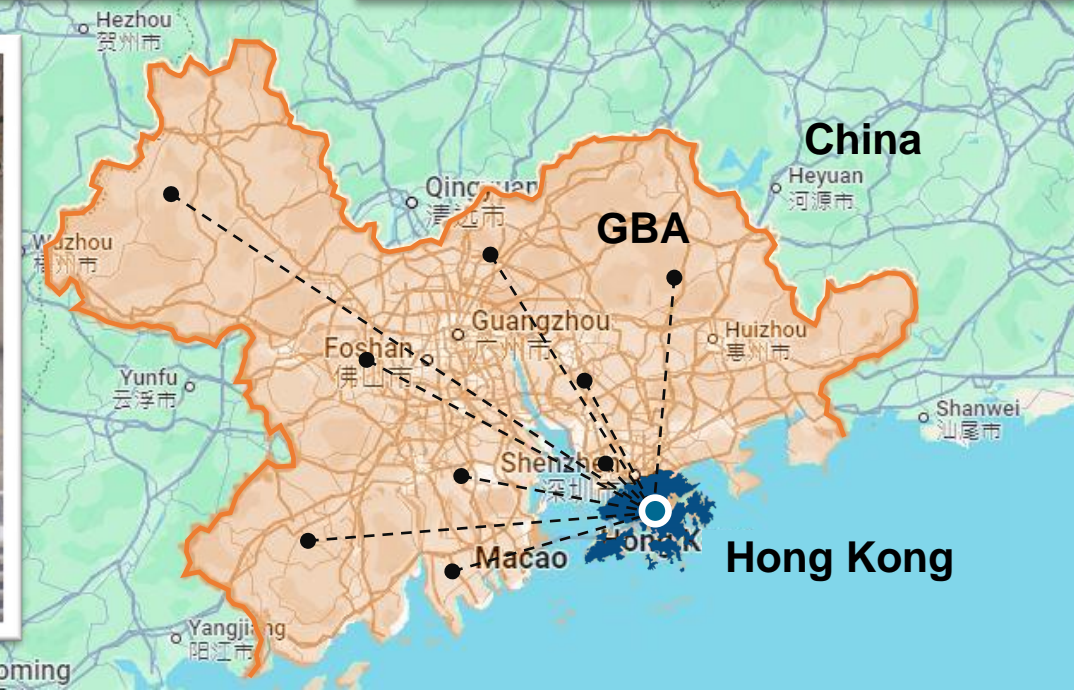 Hezhou
贺州市
China
Heyuan
河源市
Qingyuan
清远市
GBA
Wuzhou
梧州市
Guangzhou
广州市
Huizhou
惠州市
Foshan
佛山市
Yunfu
云浮市
Shanwei
汕尾市
Shenzhen
深圳市
Hong K
Macao
Hong Kong
Yangjiang
阳江市
oming